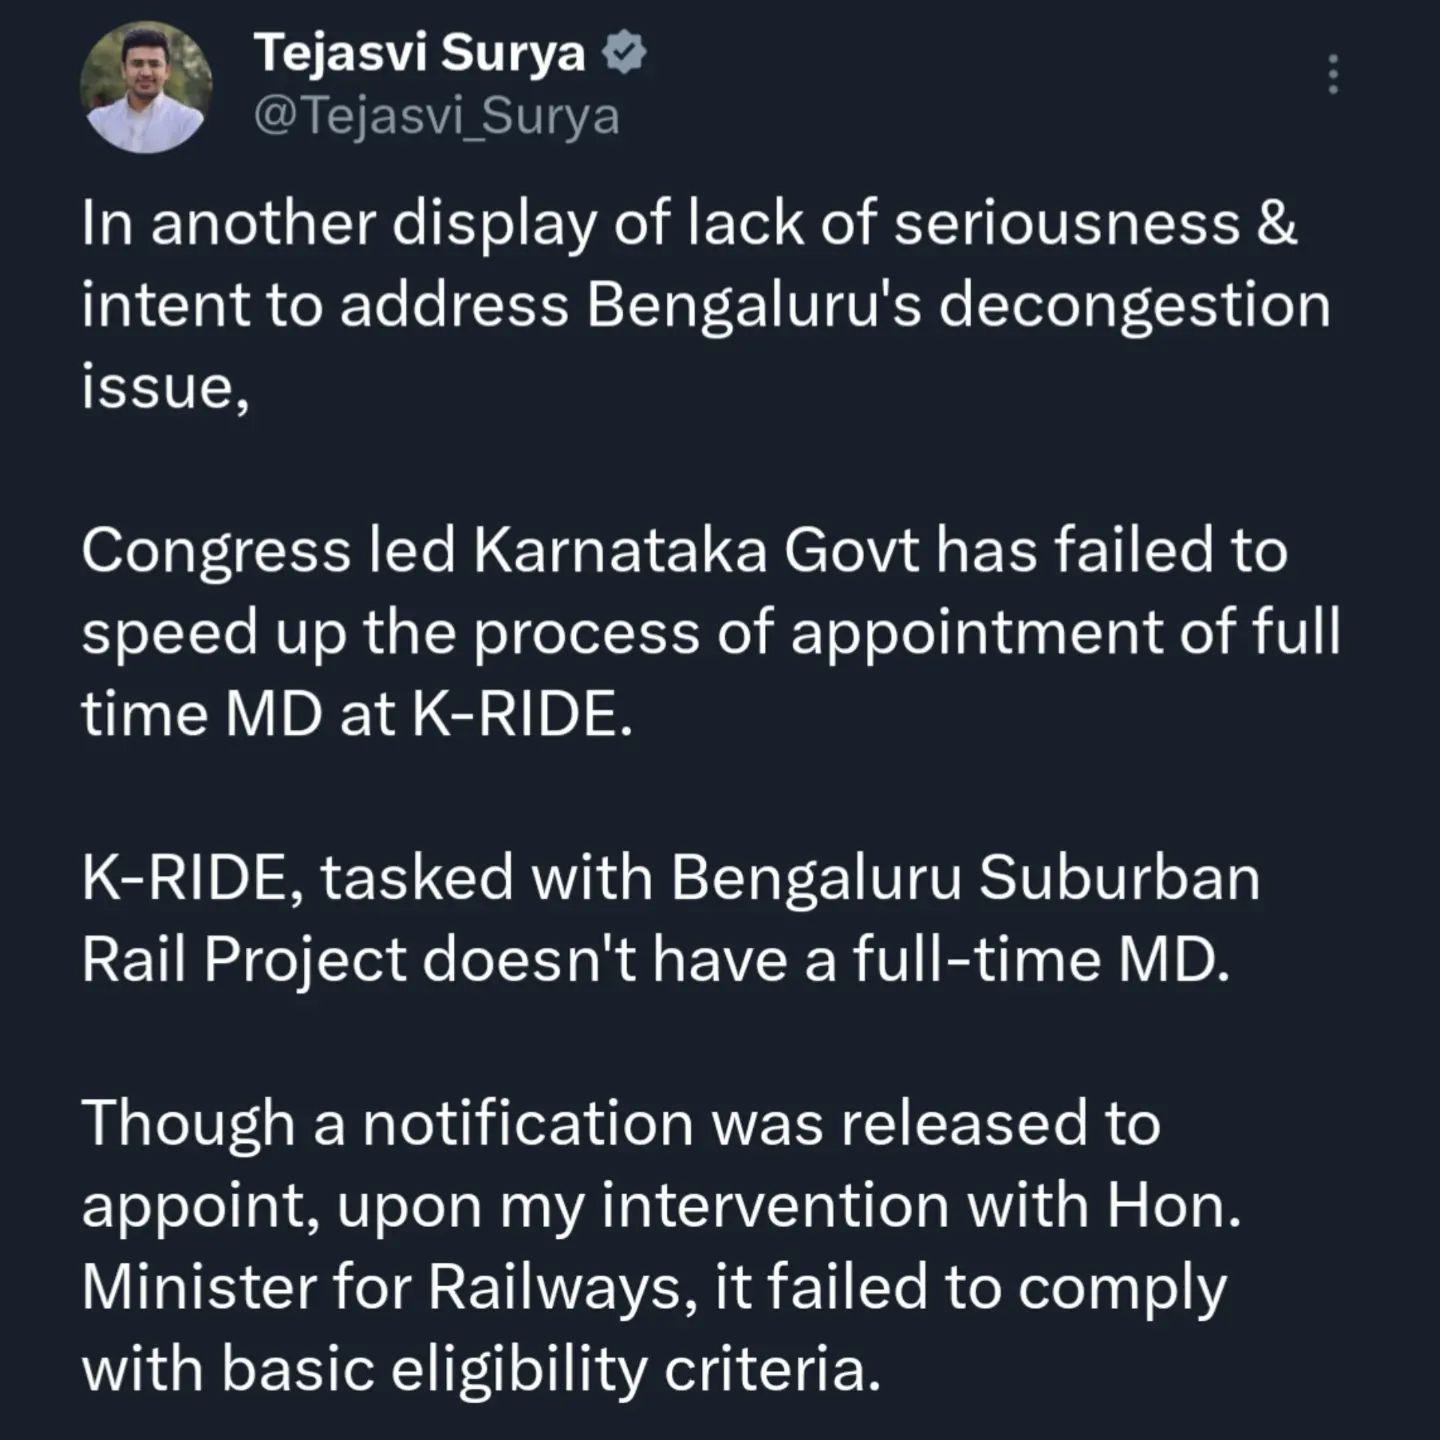 Tejasvi Surya
@Tejasvi_Surya
In another display of lack of seriousness &
intent to address Bengaluru's decongestion
issue,
Congress led Karnataka Govt has failed to
speed up the process of appointment of full
time MD at K-RIDE.
K-RIDE, tasked with Bengaluru Suburban
Rail Project doesn't have a full-time MD.
Though a notification was released to
appoint, upon my intervention with Hon.
Minister for Railways, it failed to comply
with basic eligibility criteria.